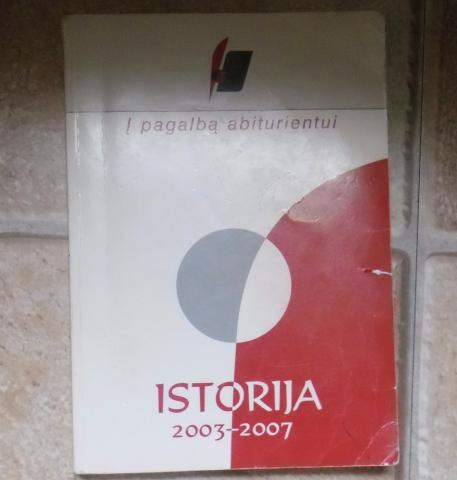 Į pagalbą abiturientui
ISTORIJA
2003–2007